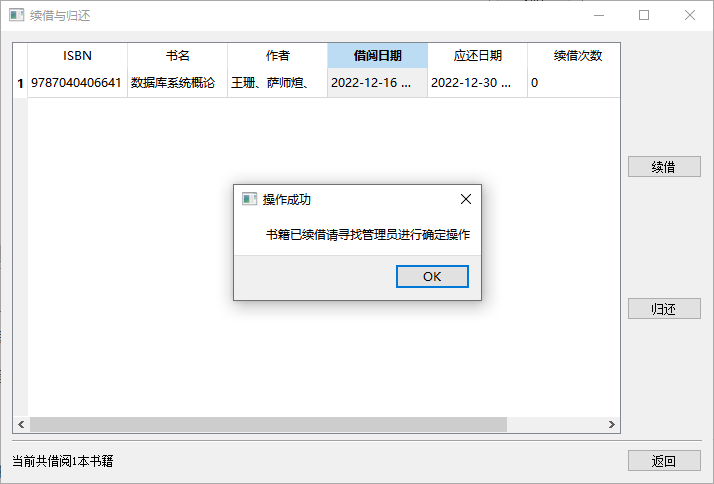 续借与归还
ISBN 书名 作者 借阅日期 应还日期 续借次数
1 9787040406641 数据库系统概论 王珊、萨师煊、 2022-12-16 ... 2022-12-30 ... 0
续借
操作成功
书籍已续借请寻找管理员进行确定操作
OK
归还
当前共借阅1本书籍
返回